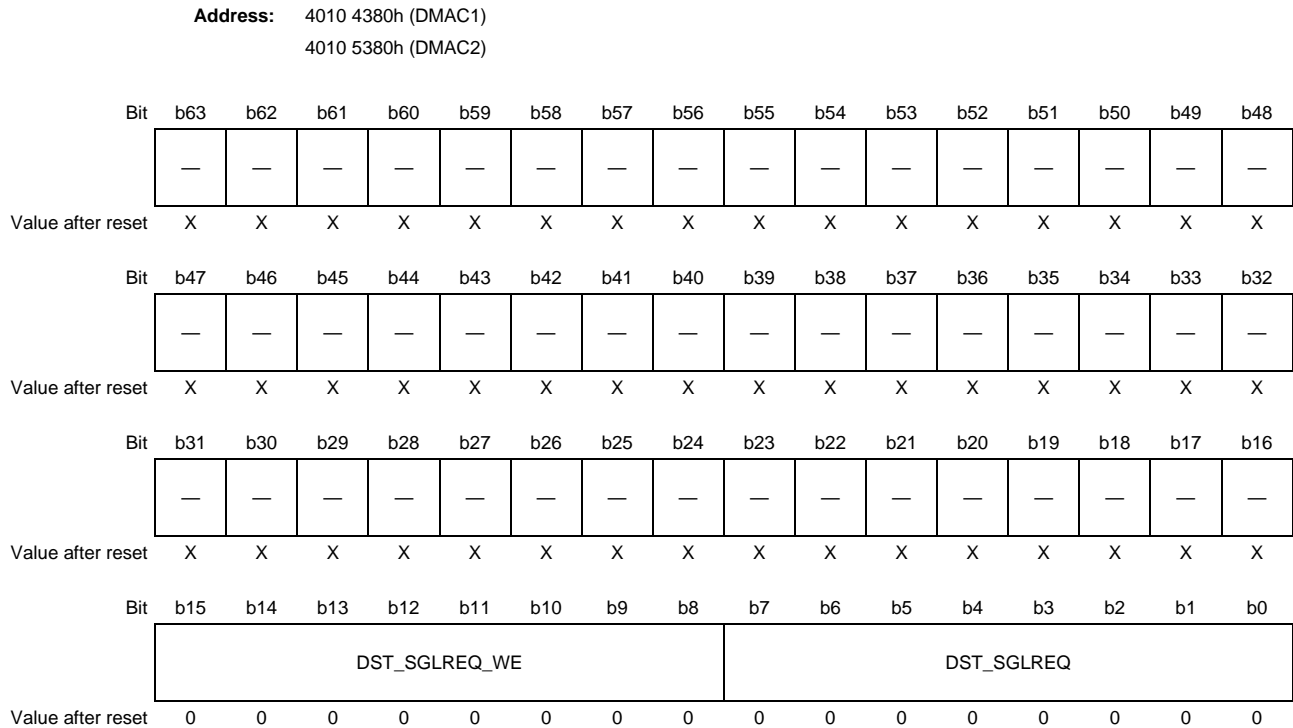 Address: 4010 4380h (DMAC1)
4010 5380h (DMAC2)
Bit b63 b62 b61 b60 b59 b58 b57 b56 b55 b54 b53 b52 b51 b50 b49 b48
— — — — — — — — — — — — — — — —
Value after reset X X X X X X X X X X X X X X X X
Bit b47 b46 b45 b44 b43 b42 b41 b40 b39 b38 b37 b36 b35 b34 b33 b32
— — — — — — — — — — — — — — — —
Value after reset X X X X X X X X X X X X X X X X
Bit b31 b30 b29 b28 b27 b26 b25 b24 b23 b22 b21 b20 b19 b18 b17 b16
— — — — — — — — — — — — — — — —
Value after reset X X X X X X X X X X X X X X X X
Bit b15 b14 b13 b12 b11 b10 b9 b8 b7 b6 b5 b4 b3 b2 b1 b0
DST_SGLREQ_WE DST_SGLREQ
Value after reset 0 0 0 0 0 0 0 0 0 0 0 0 0 0 0 0